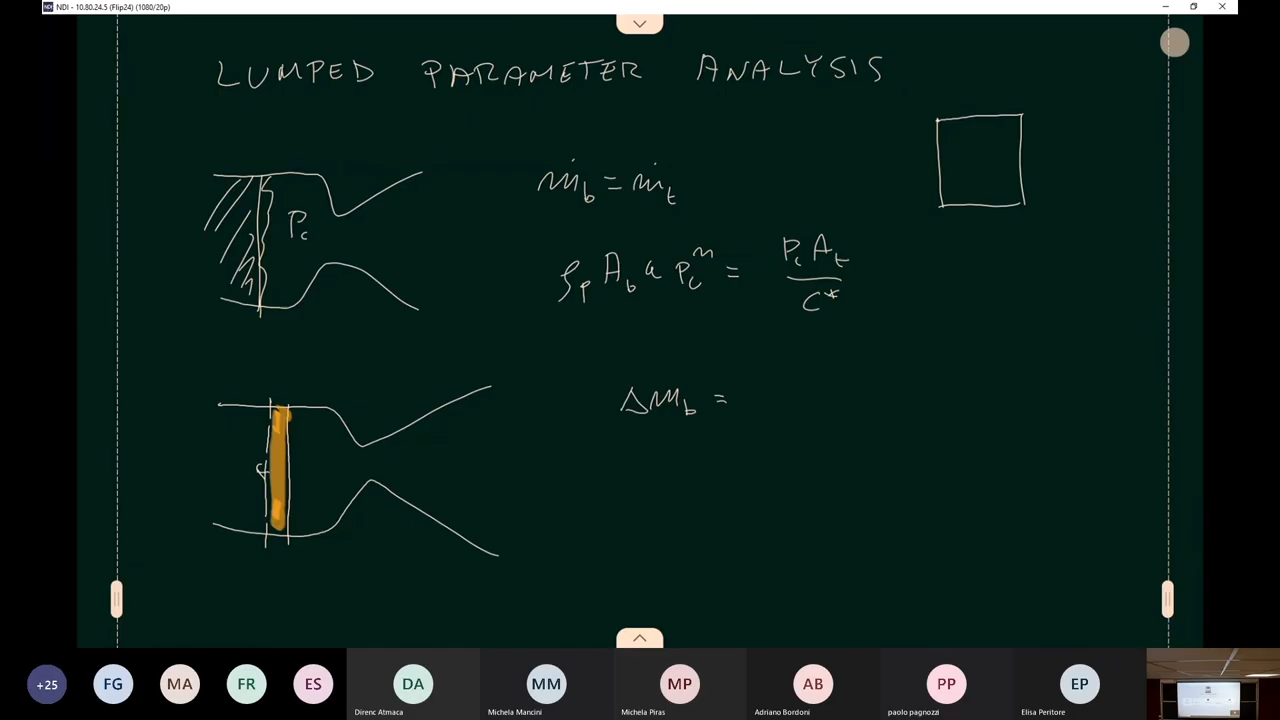 NDI - 10.80.24.5 (Flip24) (1080/20p)
LUMPED PARAMETER ANALYSIS
Pc
ṁb = ṁt
ρp Ab a pc^n = Pc At / C*
Δmb =
+25 FG MA FR ES DA MM MP AB PP EP
Direnc Atmaca Michela Mancini Michela Piras Adriano Bordoni paolo pagnozzi Elisa Peritore